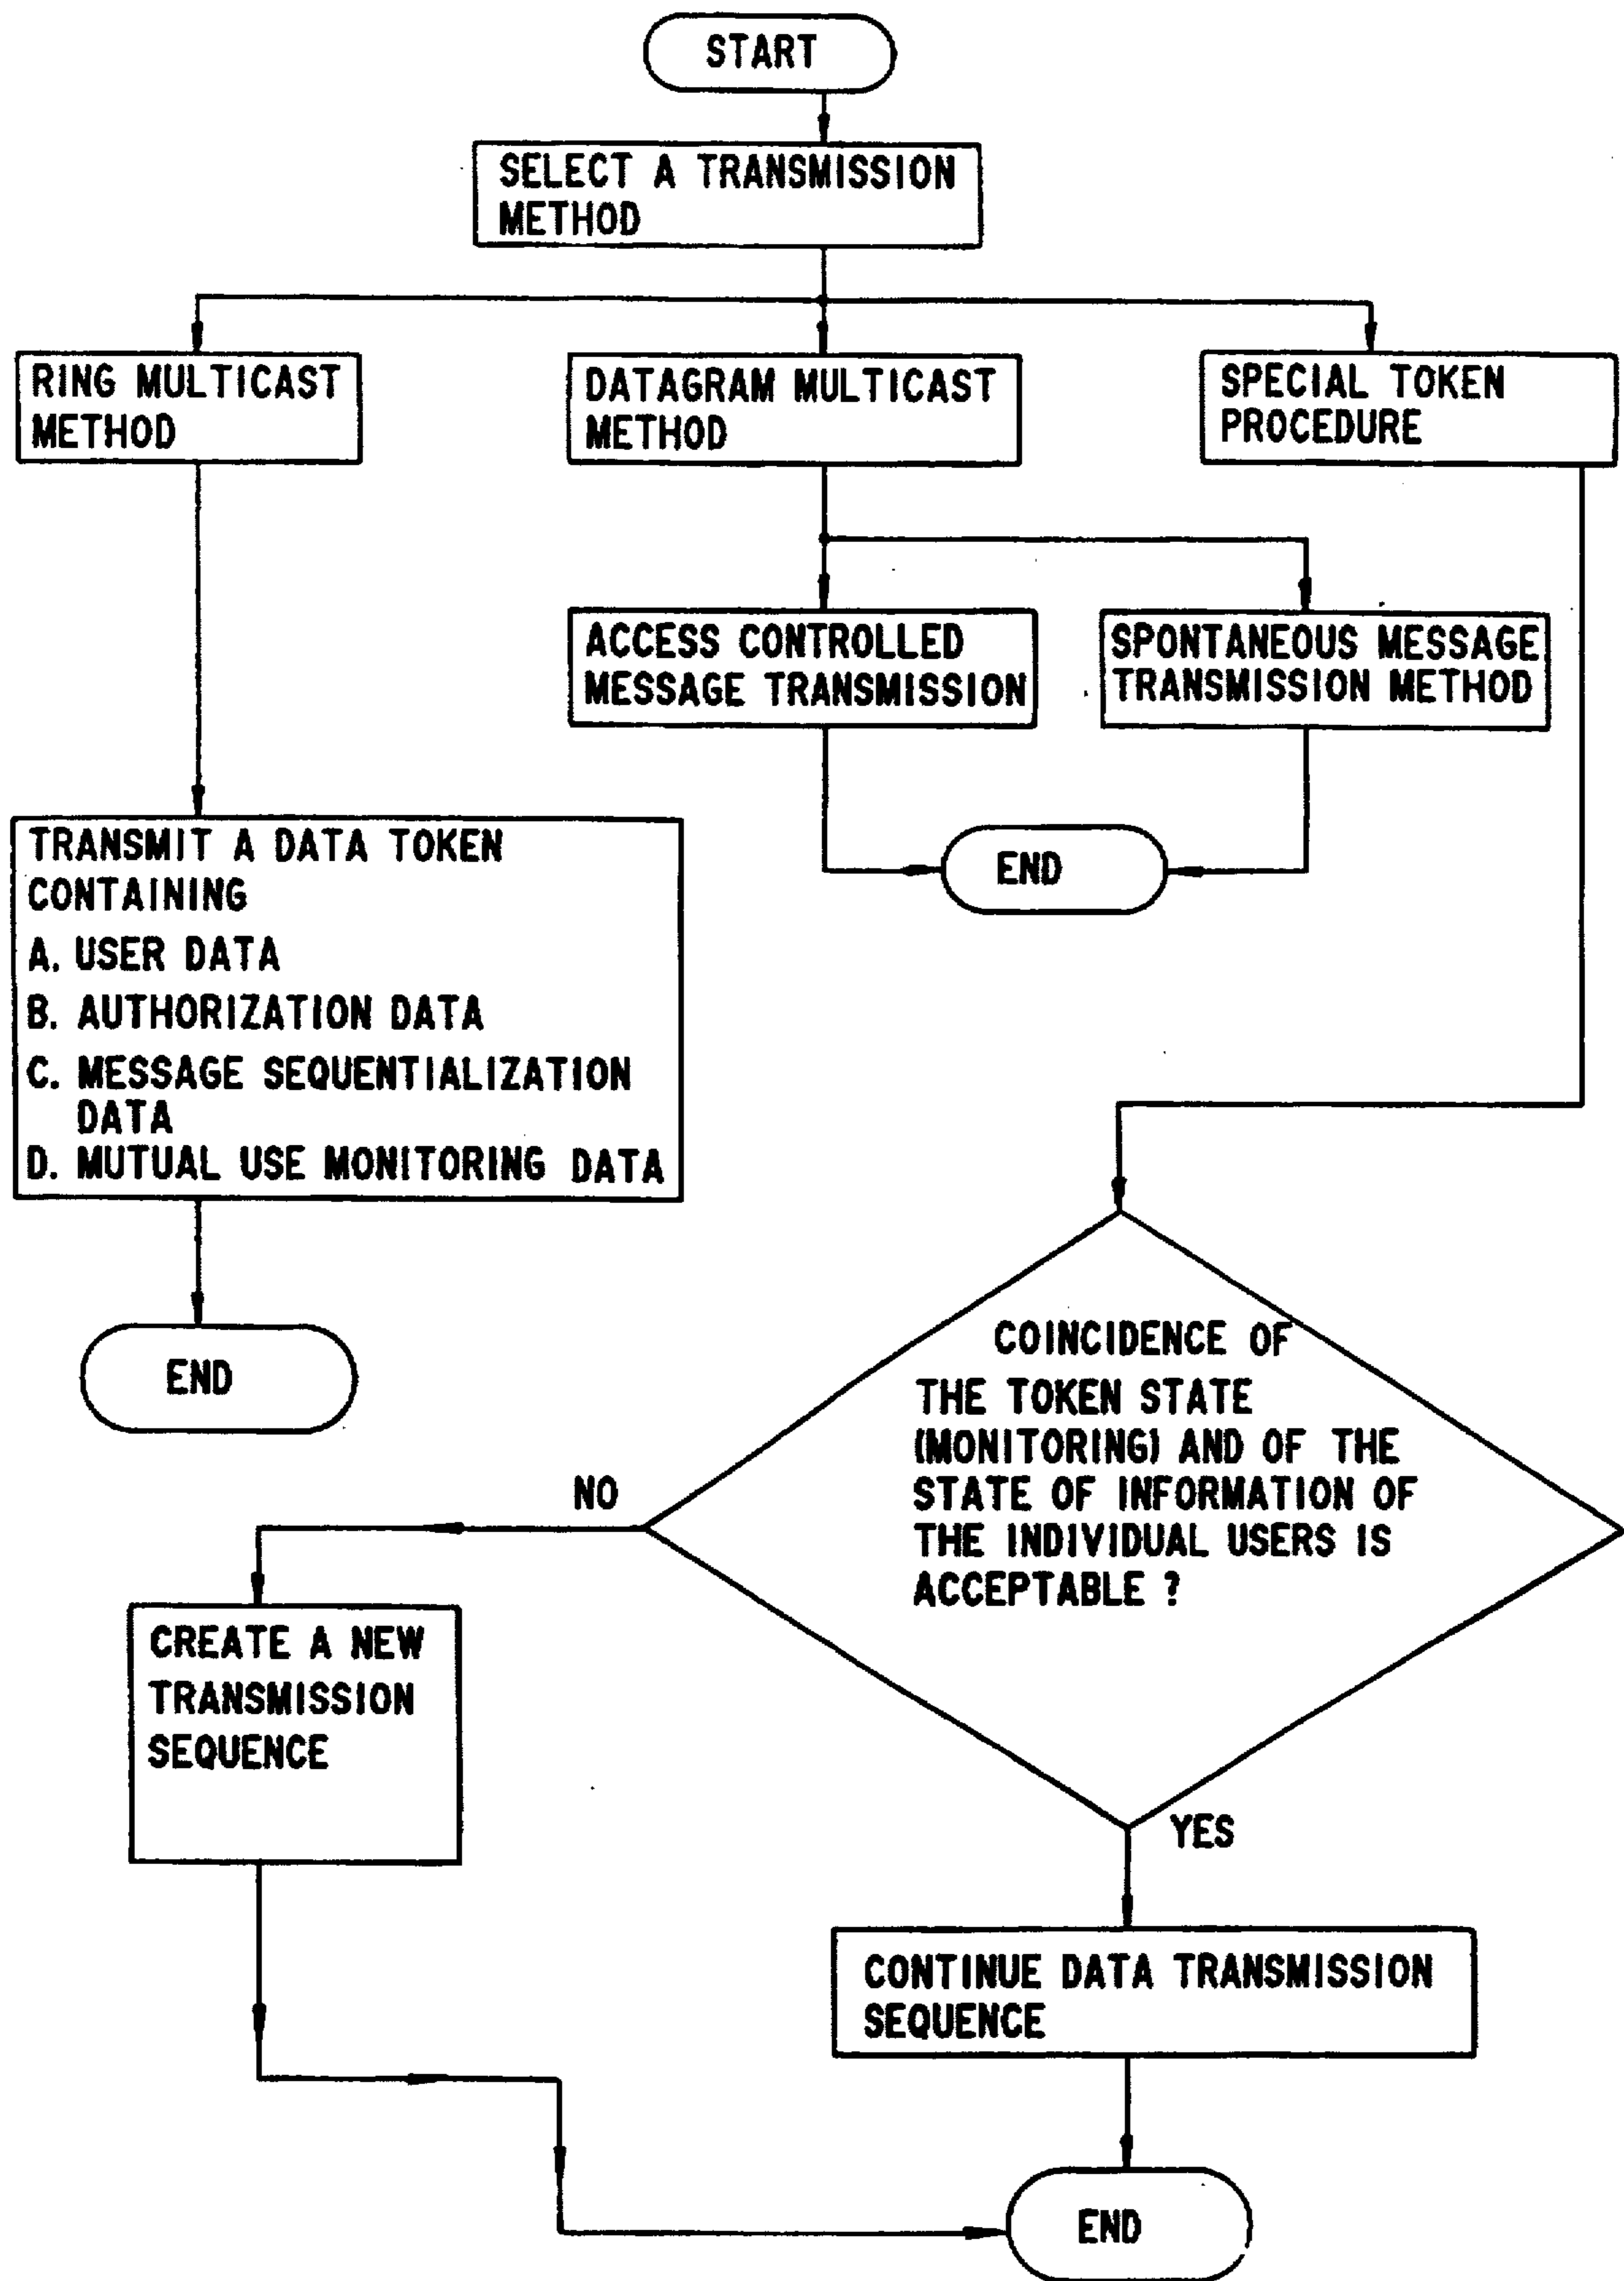 START
SELECT A TRANSMISSION
METHOD
RING MULTICAST
METHOD
DATAGRAM MULTICAST
METHOD
SPECIAL TOKEN
PROCEDURE
ACCESS CONTROLLED
MESSAGE TRANSMISSION
SPONTANEOUS MESSAGE
TRANSMISSION METHOD
END
TRANSMIT A DATA TOKEN
CONTAINING
A. USER DATA
B. AUTHORIZATION DATA
C. MESSAGE SEQUENTIALIZATION
DATA
D. MUTUAL USE MONITORING DATA
END
COINCIDENCE OF
THE TOKEN STATE
(MONITORING) AND OF THE
STATE OF INFORMATION OF
THE INDIVIDUAL USERS IS
ACCEPTABLE ?
NO
CREATE A NEW
TRANSMISSION
SEQUENCE
YES
CONTINUE DATA TRANSMISSION
SEQUENCE
END